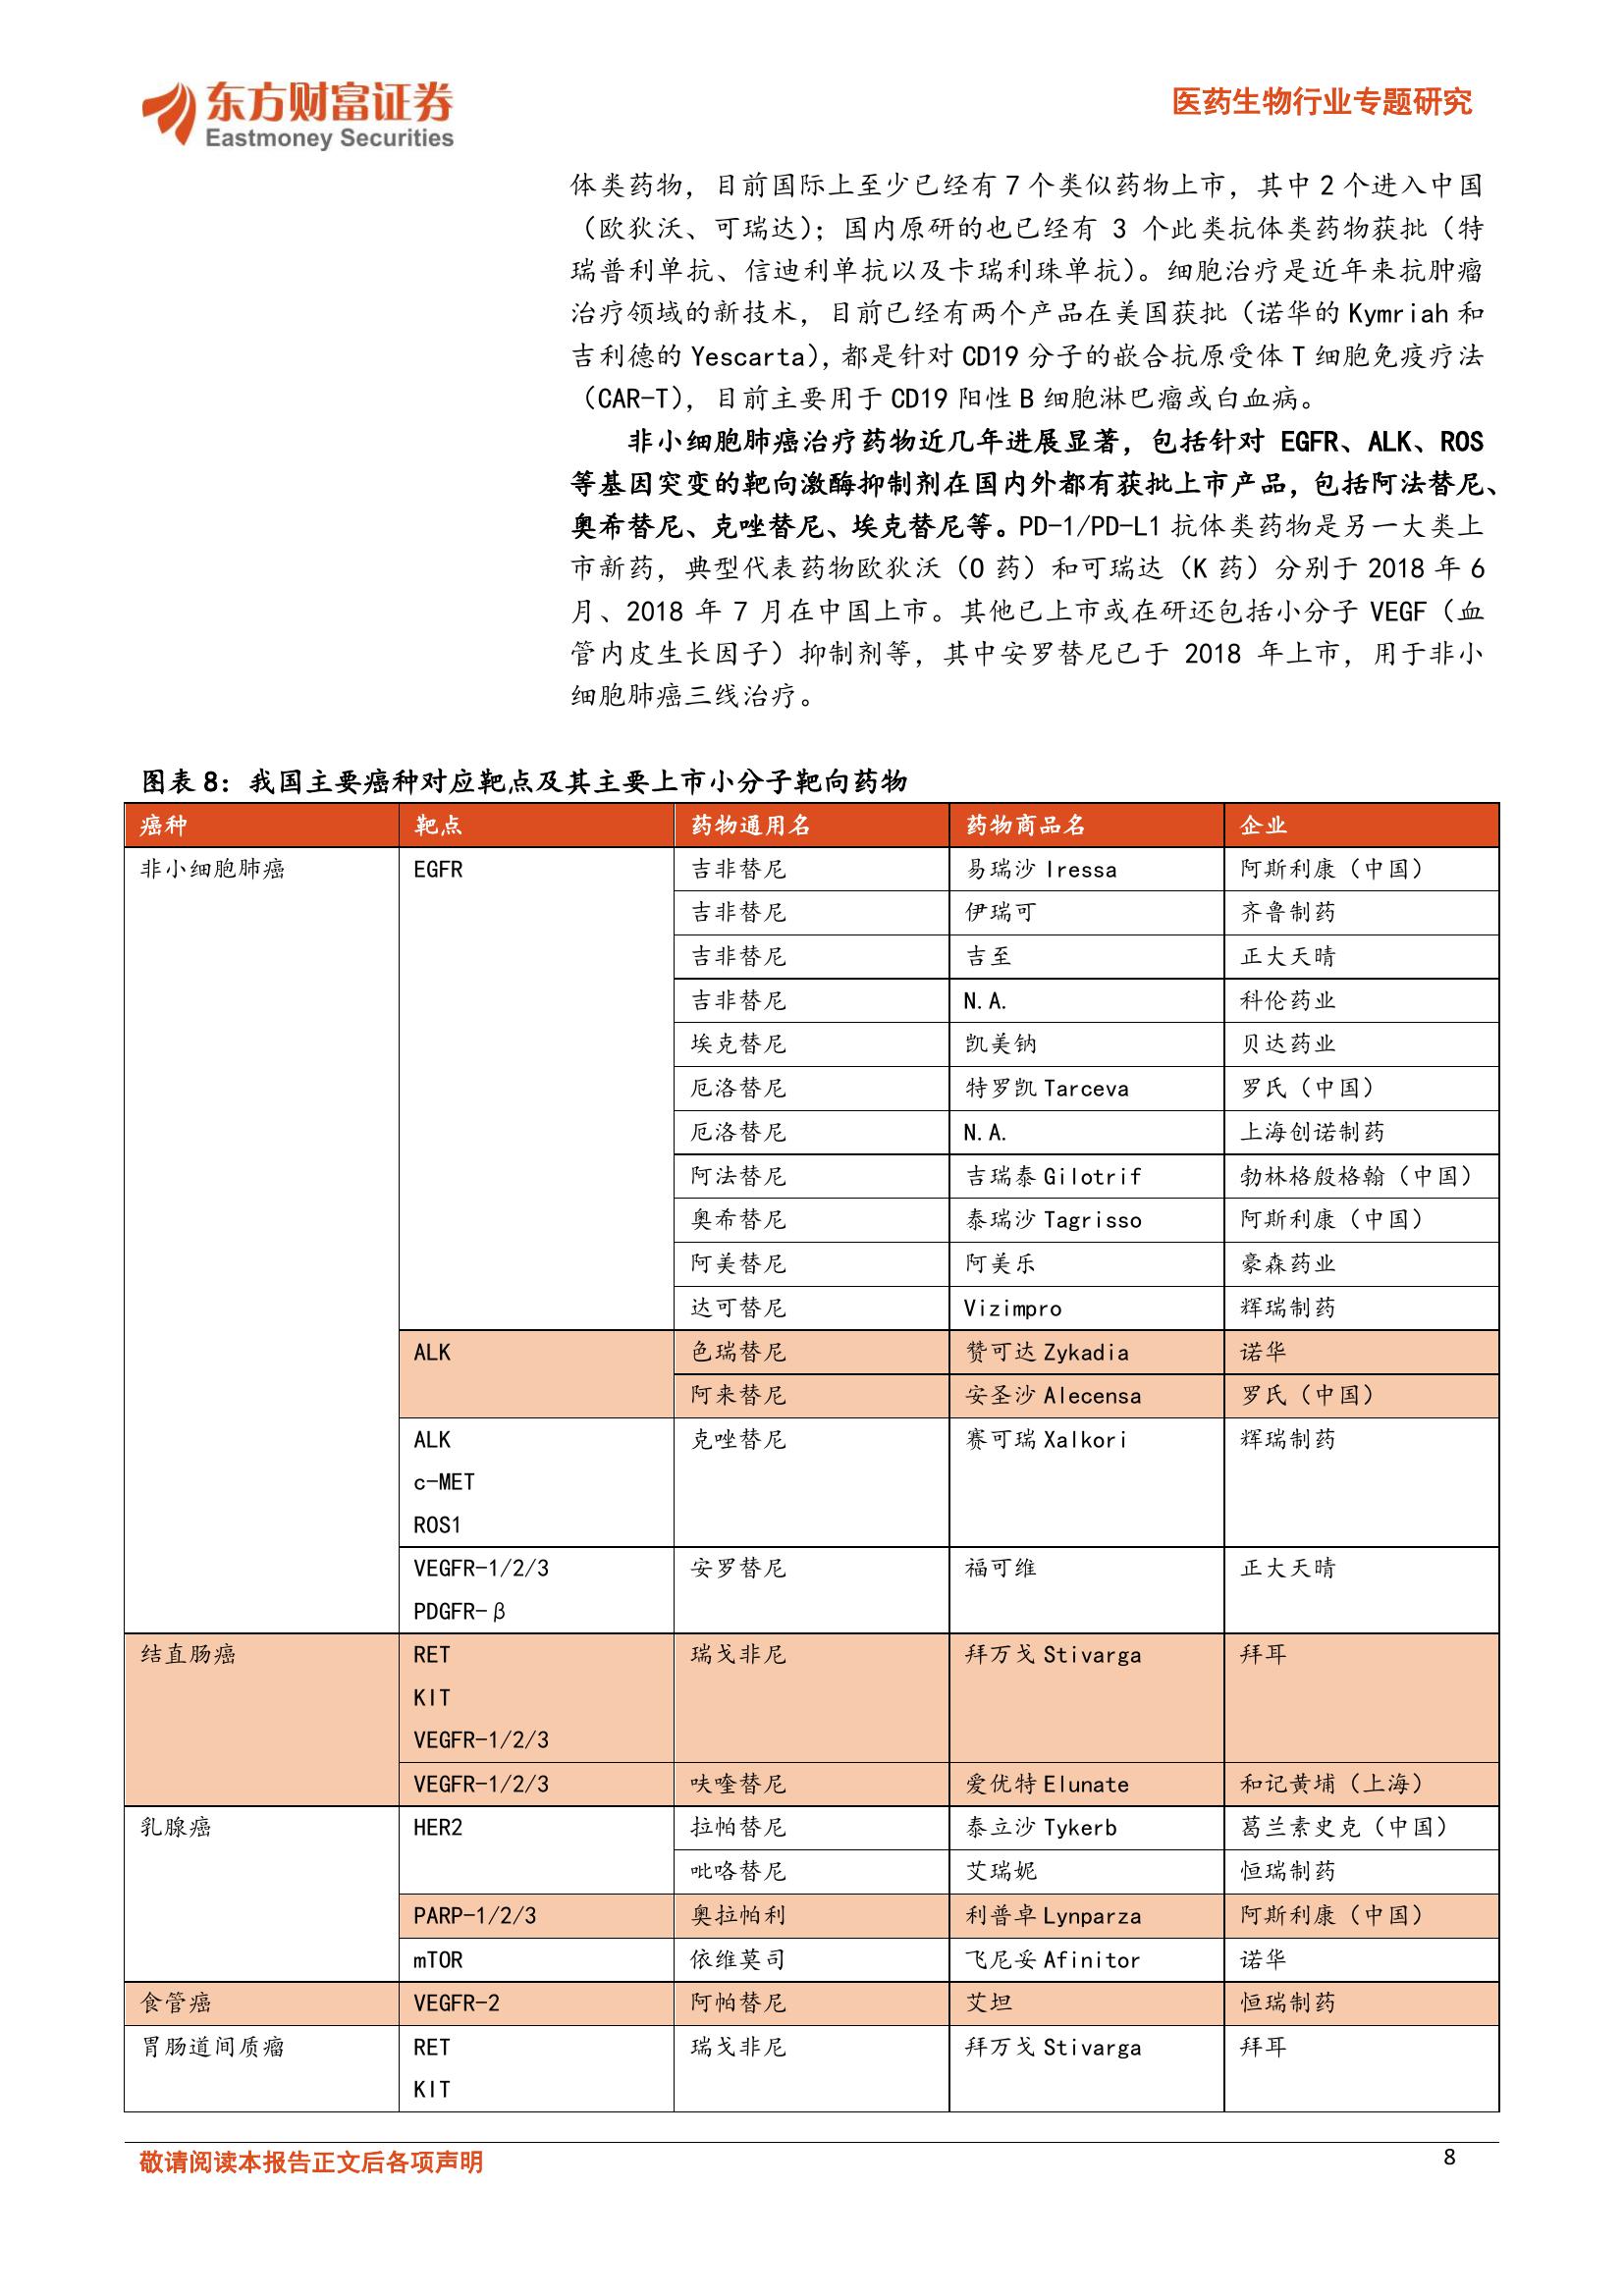 东方财富证券
Eastmoney Securities
医药生物行业专题研究
体类药物，目前国际上至少已经有 7 个类似药物上市，其中 2 个进入中国
（欧狄沃、可瑞达）；国内原研的也已经有 3 个此类抗体类药物获批（特
瑞普利单抗、信迪利单抗以及卡瑞利珠单抗）。细胞治疗是近年来抗肿瘤
治疗领域的新技术，目前已经有两个产品在美国获批（诺华的 Kymriah 和
吉利德的 Yescarta），都是针对 CD19 分子的嵌合抗原受体 T 细胞免疫疗法
（CAR-T），目前主要用于 CD19 阳性 B 细胞淋巴瘤或白血病。
非小细胞肺癌治疗药物近几年进展显著，包括针对 EGFR、ALK、ROS
等基因突变的靶向激酶抑制剂在国内外都有获批上市产品，包括阿法替尼、
奥希替尼、克唑替尼、埃克替尼等。PD-1/PD-L1 抗体类药物是另一大类上
市新药，典型代表药物欧狄沃（O 药）和可瑞达（K 药）分别于 2018 年 6
月、2018 年 7 月在中国上市。其他已上市或在研还包括小分子 VEGF（血
管内皮生长因子）抑制剂等，其中安罗替尼已于 2018 年上市，用于非小
细胞肺癌三线治疗。
图表 8：我国主要癌种对应靶点及其主要上市小分子靶向药物
癌种 靶点 药物通用名 药物商品名 企业
非小细胞肺癌 EGFR 吉非替尼 易瑞沙 Iressa 阿斯利康（中国）
吉非替尼 伊瑞可 齐鲁制药
吉非替尼 吉至 正大天晴
吉非替尼 N.A. 科伦药业
埃克替尼 凯美钠 贝达药业
厄洛替尼 特罗凯 Tarceva 罗氏（中国）
厄洛替尼 N.A. 上海创诺制药
阿法替尼 吉瑞泰 Gilotrif 勃林格殷格翰（中国）
奥希替尼 泰瑞沙 Tagrisso 阿斯利康（中国）
阿美替尼 阿美乐 豪森药业
达可替尼 Vizimpro 辉瑞制药
ALK 色瑞替尼 赞可达 Zykadia 诺华
阿来替尼 安圣沙 Alecensa 罗氏（中国）
ALK 克唑替尼 赛可瑞 Xalkori 辉瑞制药
c-MET
ROS1
VEGFR-1/2/3 安罗替尼 福可维 正大天晴
PDGFR-β
结直肠癌 RET 瑞戈非尼 拜万戈 Stivarga 拜耳
KIT
VEGFR-1/2/3
VEGFR-1/2/3 呋喹替尼 爱优特 Elunate 和记黄埔（上海）
乳腺癌 HER2 拉帕替尼 泰立沙 Tykerb 葛兰素史克（中国）
吡咯替尼 艾瑞妮 恒瑞制药
PARP-1/2/3 奥拉帕利 利普卓 Lynparza 阿斯利康（中国）
mTOR 依维莫司 飞尼妥 Afinitor 诺华
食管癌 VEGFR-2 阿帕替尼 艾坦 恒瑞制药
胃肠道间质瘤 RET 瑞戈非尼 拜万戈 Stivarga 拜耳
KIT
敬请阅读本报告正文后各项声明
8